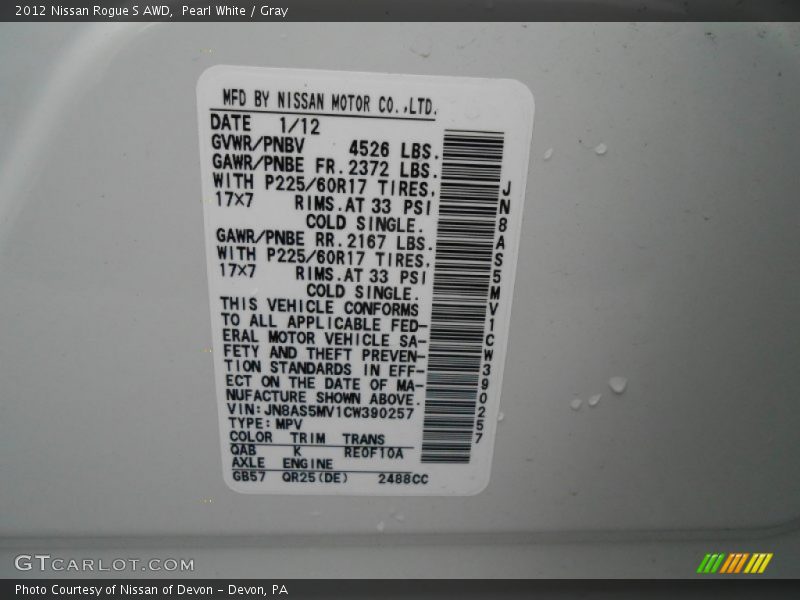 2012 Nissan Rogue S AWD,  Pearl White / Gray
MFD BY NISSAN MOTOR CO.,LTD.
DATE 1/12
GVWR/PNBV 4526 LBS.
GAWR/PNBE FR. 2372 LBS.
WITH P225/60R17 TIRES,
17×7 RIMS.AT 33 PSI
COLD SINGLE.
GAWR/PNBE RR. 2167 LBS.
WITH P225/60R17 TIRES,
17×7 RIMS.AT 33 PSI
COLD SINGLE.
THIS VEHICLE CONFORMS
TO ALL APPLICABLE FED-
ERAL MOTOR VEHICLE SA-
FETY AND THEFT PREVEN-
TION STANDARDS IN EFF-
ECT ON THE DATE OF MA-
NUFACTURE SHOWN ABOVE.
VIN:JN8AS5MV1CW390257
TYPE:MPV
COLOR TRIM TRANS
QAB K RE0F10A
AXLE ENGINE
GB57 QR25(DE) 2488CC
JN8AS5MV1CW390257
GTCARLOT.COM
Photo Courtesy of Nissan of Devon – Devon, PA